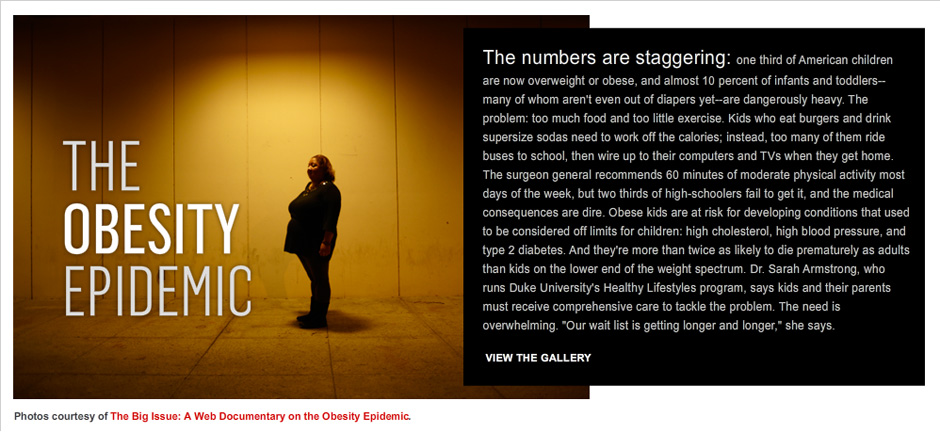 THE
OBESITY
EPIDEMIC
The numbers are staggering: one third of American children
are now overweight or obese, and almost 10 percent of infants and toddlers--
many of whom aren't even out of diapers yet--are dangerously heavy. The
problem: too much food and too little exercise. Kids who eat burgers and drink
supersize sodas need to work off the calories; instead, too many of them ride
buses to school, then wire up to their computers and TVs when they get home.
The surgeon general recommends 60 minutes of moderate physical activity most
days of the week, but two thirds of high-schoolers fail to get it, and the medical
consequences are dire. Obese kids are at risk for developing conditions that used
to be considered off limits for children: high cholesterol, high blood pressure, and
type 2 diabetes. And they're more than twice as likely to die prematurely as adults
than kids on the lower end of the weight spectrum. Dr. Sarah Armstrong, who
runs Duke University's Healthy Lifestyles program, says kids and their parents
must receive comprehensive care to tackle the problem. The need is
overwhelming. "Our wait list is getting longer and longer," she says.
VIEW THE GALLERY
Photos courtesy of The Big Issue: A Web Documentary on the Obesity Epidemic.